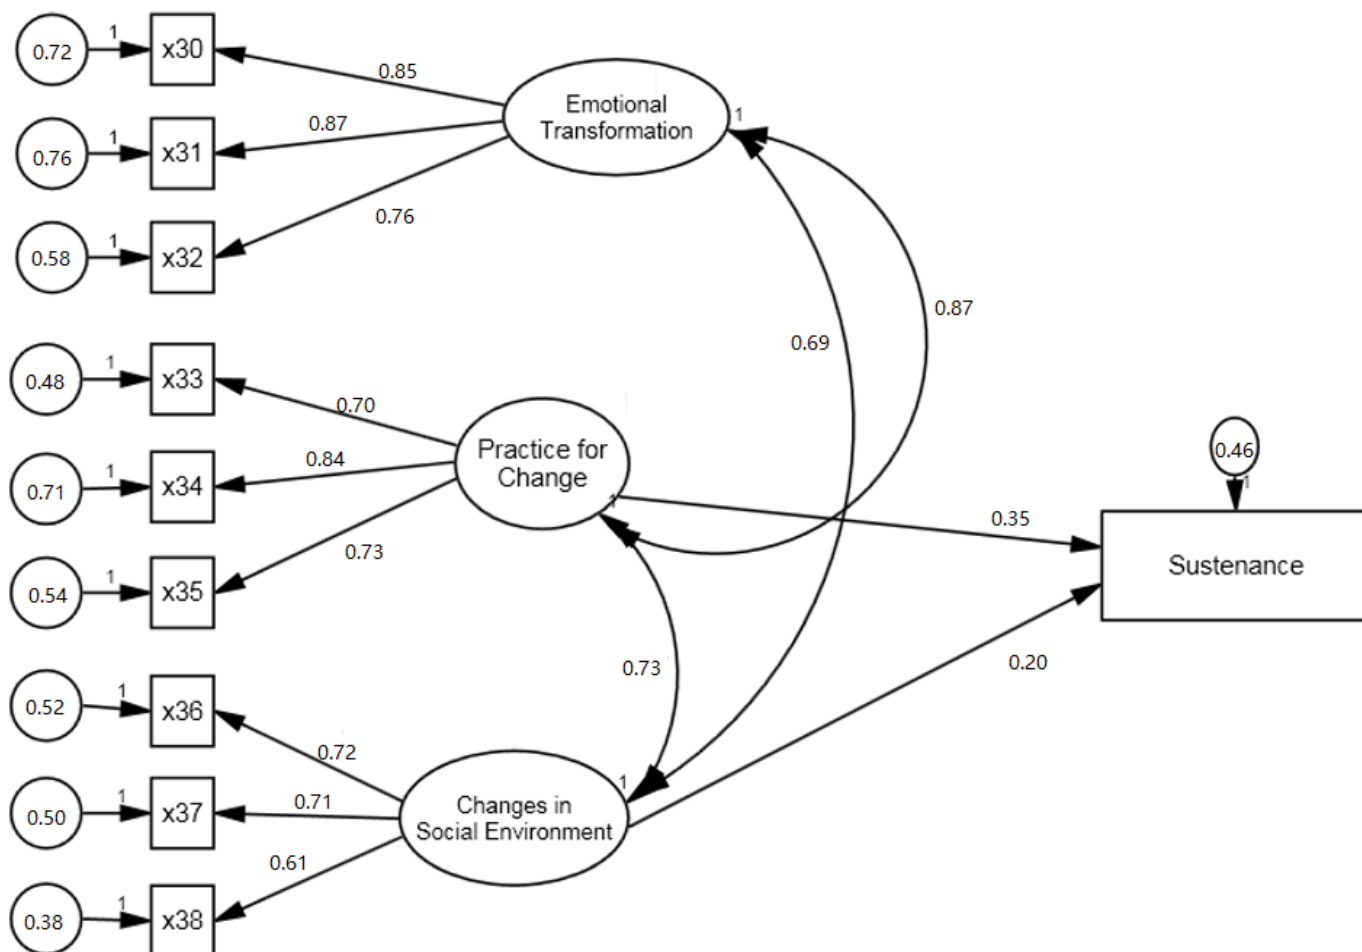 0.72
1
x30
0.85
0.76
1
x31
0.87
0.58
1
x32
0.76
Emotional
Transformation
1
0.87
0.69
0.48
1
x33
0.70
0.71
1
x34
0.84
0.54
1
x35
0.73
Practice for
Change
1
0.35
0.46
1
Sustenance
0.73
0.20
0.52
1
x36
0.72
0.50
1
x37
0.71
0.38
1
x38
0.61
Changes in
Social Environment
1